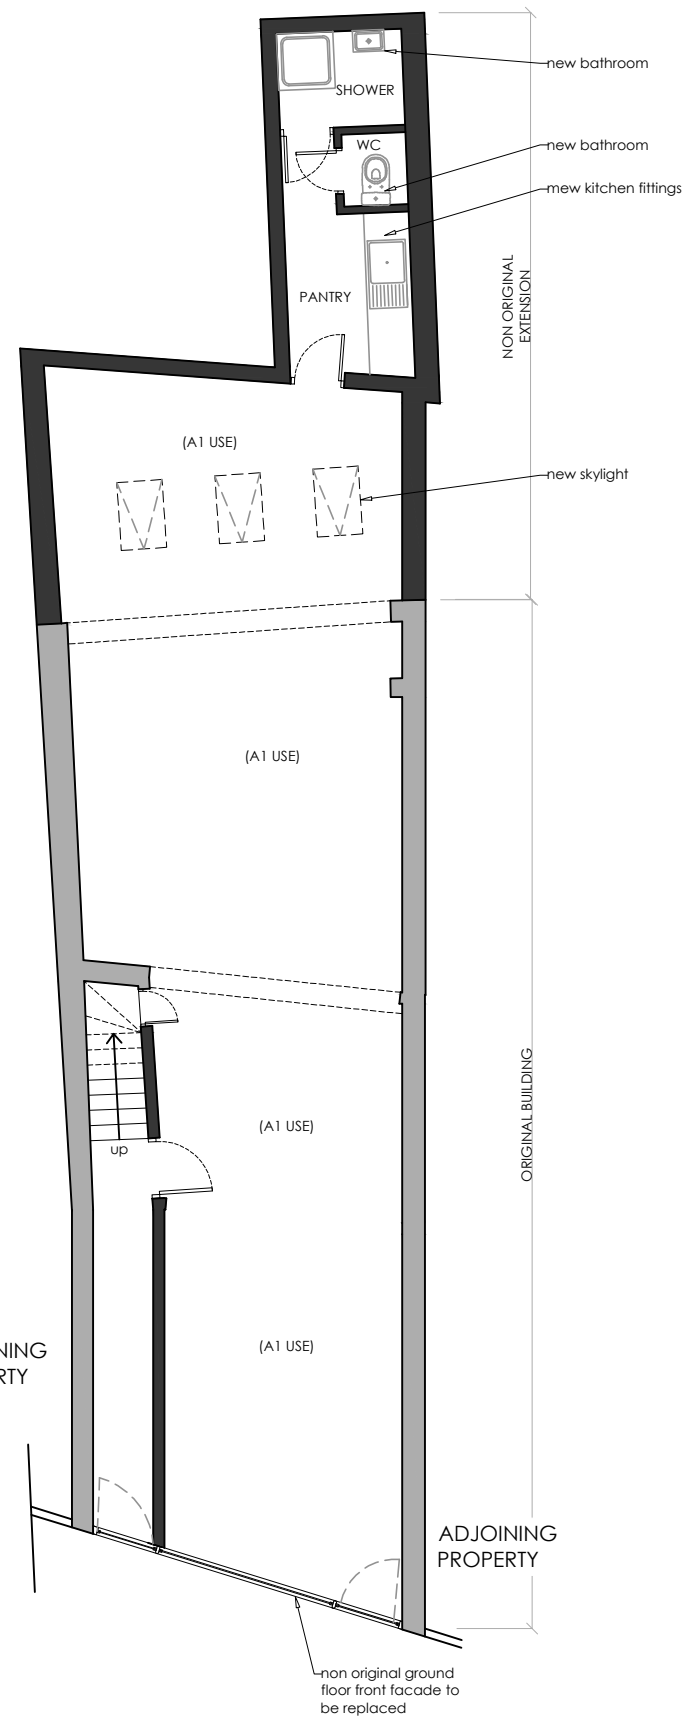 new bathroom
SHOWER
WC
new bathroom
mew kitchen fittings
PANTRY
NON ORIGINAL
EXTENSION
(A1 USE)
new skylight
(A1 USE)
ORIGINAL BUILDING
(A1 USE)
up
(A1 USE)
NING
RTY
ADJOINING
PROPERTY
non original ground
floor front facade to
be replaced